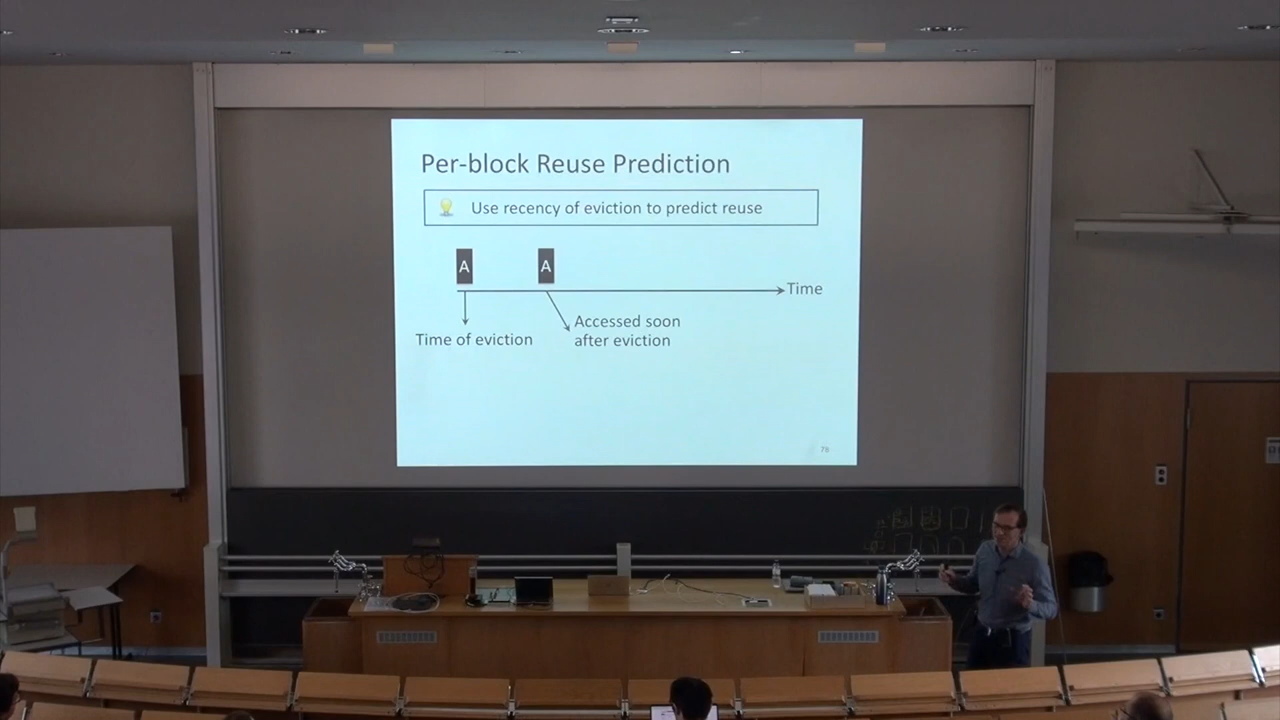 Per-block Reuse Prediction
Use recency of eviction to predict reuse
A
A
Time
Accessed soon
after eviction
Time of eviction
78